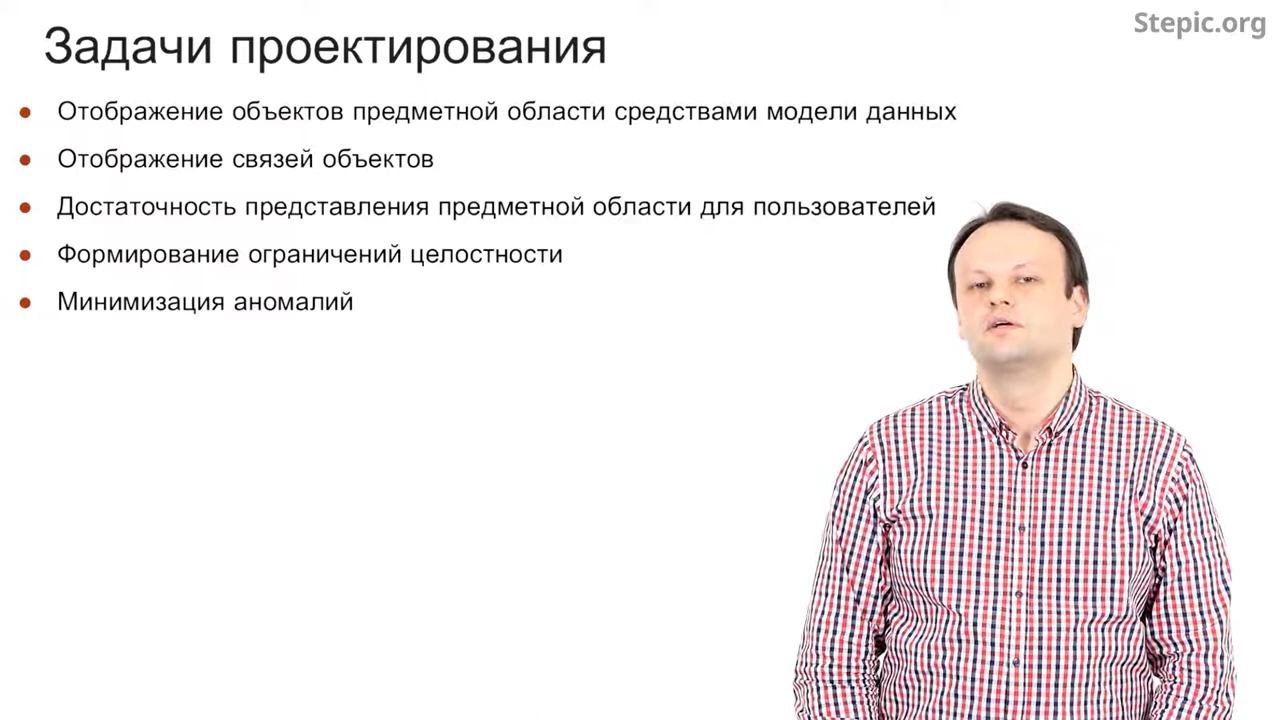 Stepic.org
Задачи проектирования
Отображение объектов предметной области средствами модели данных
Отображение связей объектов
Достаточность представления предметной области для пользователей
Формирование ограничений целостности
Минимизация аномалий